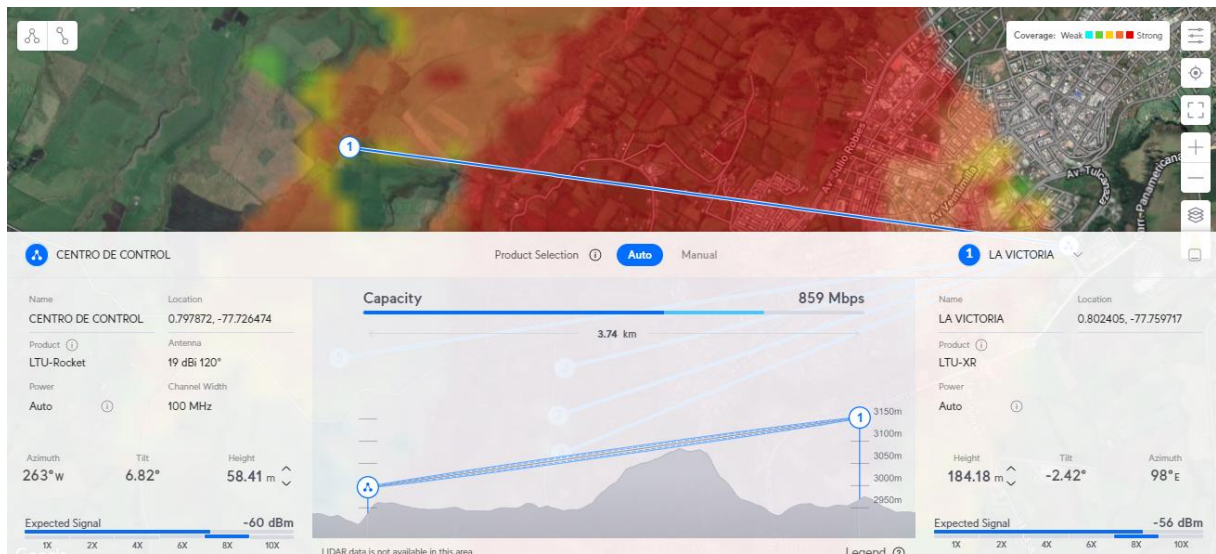 Coverage: Weak Strong
Av. Julio Robles
Av. Veintimilla
Av. Tulcanaza
Carr. Panamericana
1
CENTRO DE CONTROL
Product Selection
Auto
Manual
1
LA VICTORIA
Name
Location
CENTRO DE CONTROL
0.797872, -77.726474
Product
Antenna
LTU-Rocket
19 dBi 120°
Power
Channel Width
Auto
100 MHz
Azimuth
Tilt
Height
263°W
6.82°
58.41 m
Expected Signal
-60 dBm
1X 2X 4X 6X 8X 10X
Capacity
859 Mbps
3.74 km
1
3150m
3100m
3050m
3000m
2950m
LIDAR data is not available in this area
Legend
Name
Location
LA VICTORIA
0.802405, -77.759717
Product
LTU-XR
Power
Auto
Height
Tilt
Azimuth
184.18 m
-2.42°
98°E
Expected Signal
-56 dBm
1X 2X 4X 6X 8X 10X